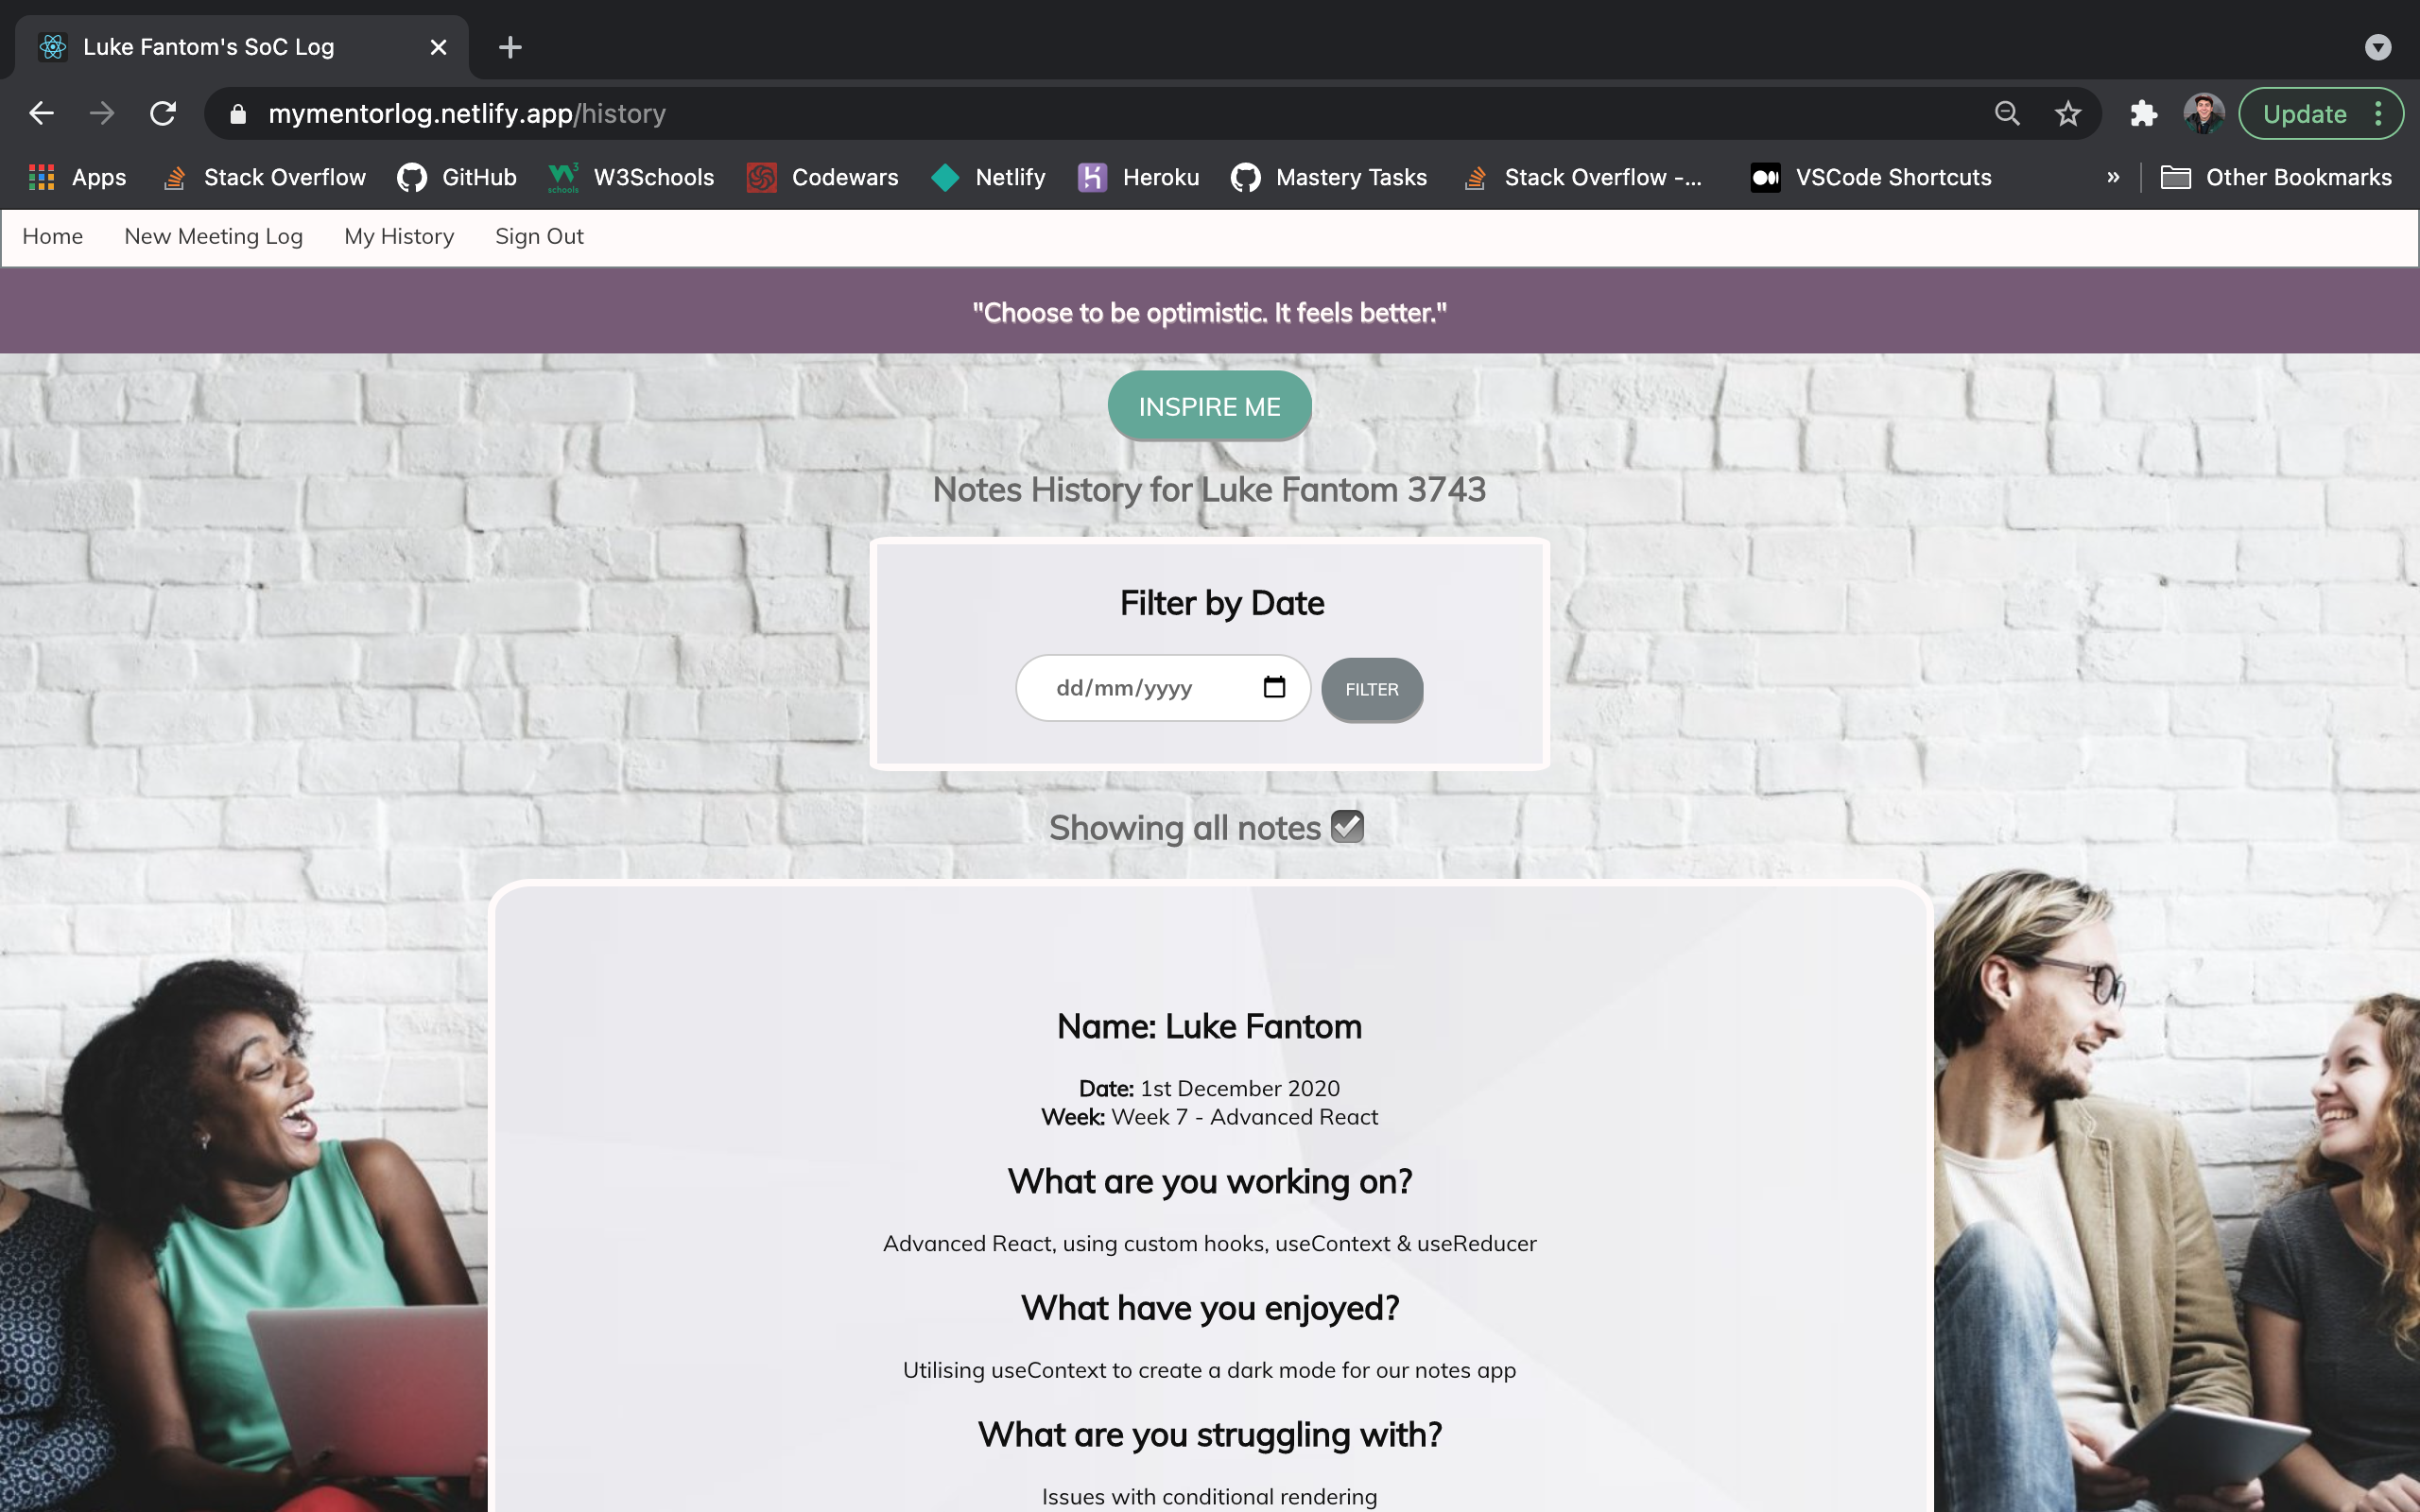 Luke Fantom's SoC Log
mymentorlog.netlify.app/history
Update
Apps
Stack Overflow
GitHub
W3Schools
Codewars
Netlify
Heroku
Mastery Tasks
Stack Overflow -...
VSCode Shortcuts
»
Other Bookmarks
Home
New Meeting Log
My History
Sign Out
"Choose to be optimistic. It feels better."
INSPIRE ME
Notes History for Luke Fantom 3743
Filter by Date
dd/mm/yyyy
FILTER
Showing all notes ☑
Name: Luke Fantom
Date: 1st December 2020
Week: Week 7 - Advanced React
What are you working on?
Advanced React, using custom hooks, useContext & useReducer
What have you enjoyed?
Utilising useContext to create a dark mode for our notes app
What are you struggling with?
Issues with conditional rendering